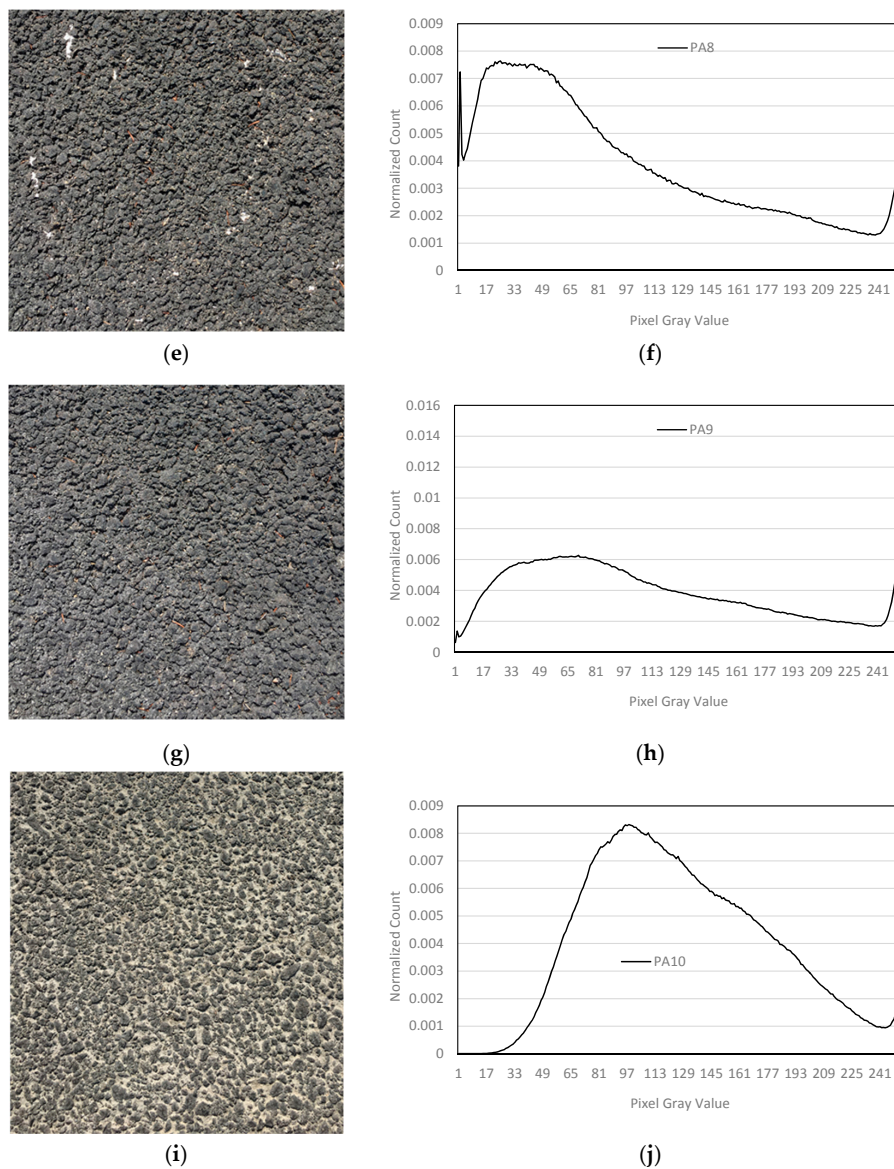 0.009
0.008
0.007
0.006
0.005
0.004
0.003
0.002
0.001
0
Normalized Count
PA8
1 17 33 49 65 81 97 113 129 145 161 177 193 209 225 241
Pixel Gray Value
(e)
(f)
0.016
0.014
0.012
0.01
0.008
0.006
0.004
0.002
0
Normalized Count
PA9
1 17 33 49 65 81 97 113 129 145 161 177 193 209 225 241
Pixel Gray Value
(g)
(h)
0.009
0.008
0.007
0.006
0.005
0.004
0.003
0.002
0.001
0
Normalized Count
PA10
1 17 33 49 65 81 97 113 129 145 161 177 193 209 225 241
Pixel Gray Value
(i)
(j)